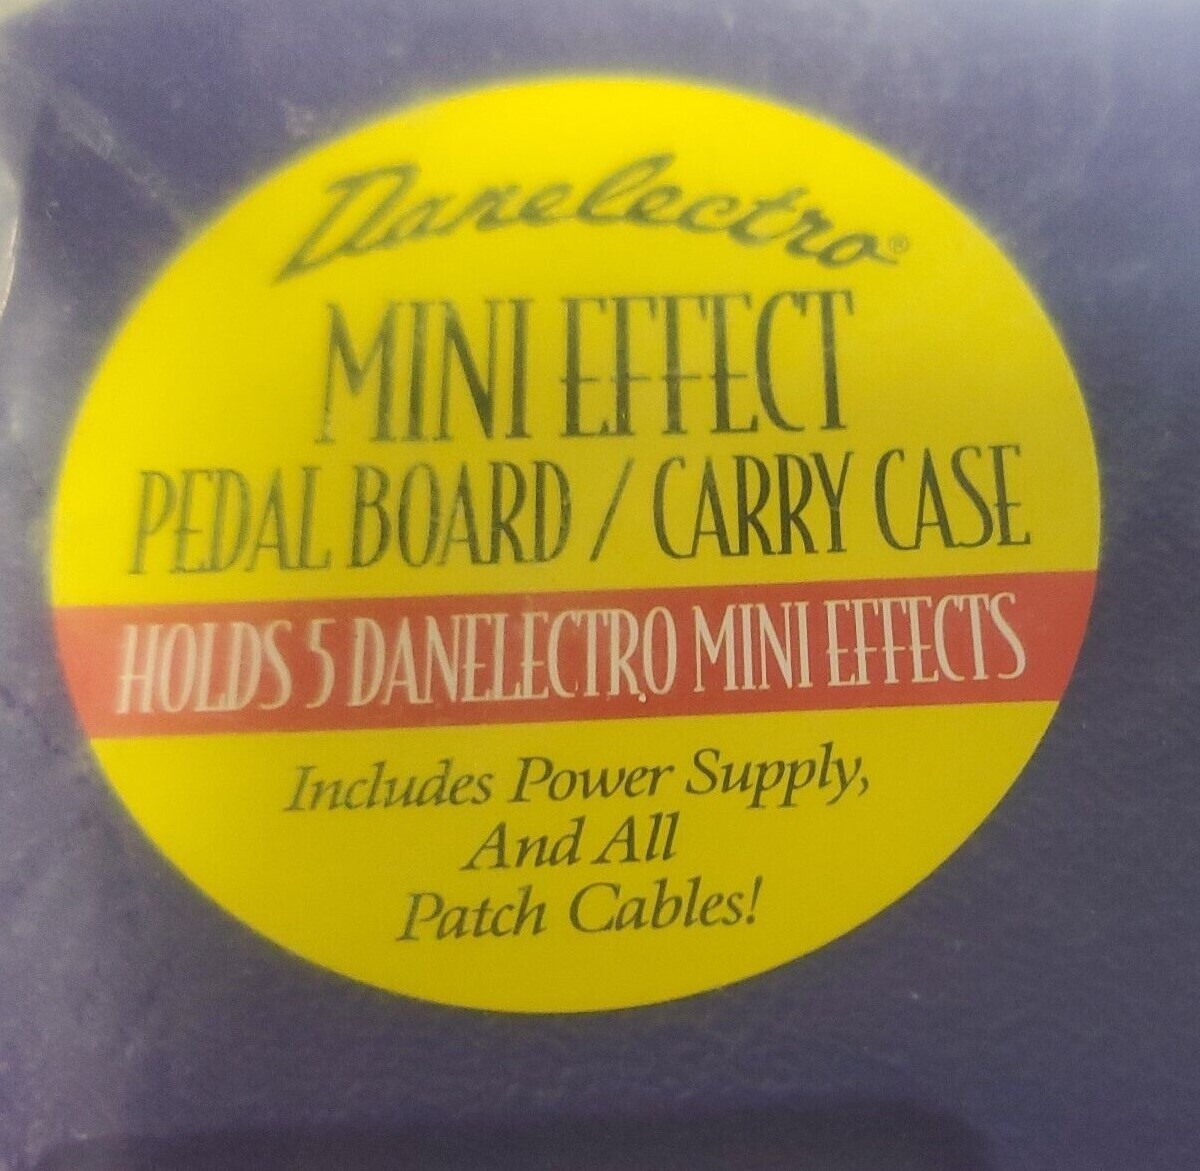 Danelectro®
MINI EFFECT
PEDAL BOARD / CARRY CASE
HOLDS 5 DANELECTRO MINI EFFECTS
Includes Power Supply,
And All
Patch Cables!